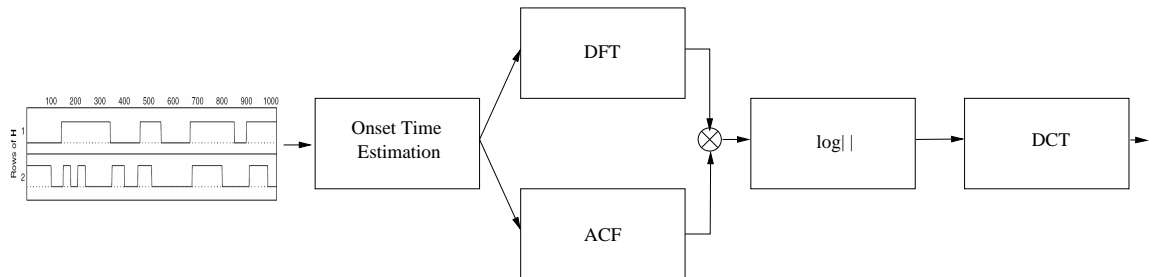 100 200 300 400 500 600 700 800 900 1000
Rows of H
1
2
Onset Time
Estimation
DFT
ACF
log| |
DCT